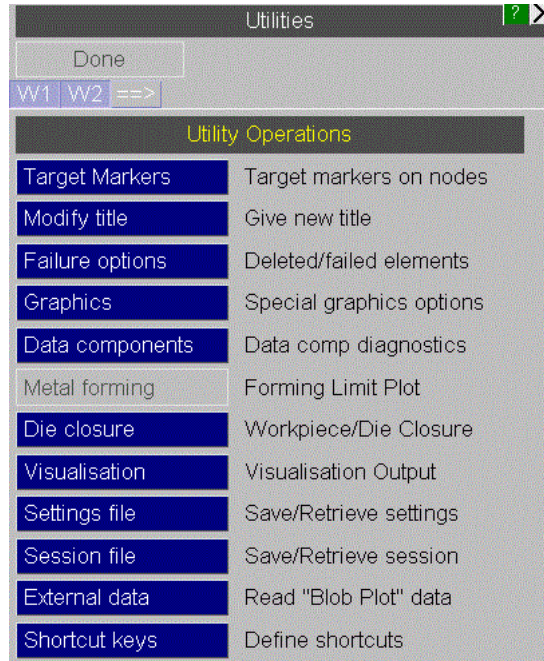 Utilities ? X
Done
W1 W2 ==>
Utility Operations
Target Markers Target markers on nodes
Modify title Give new title
Failure options Deleted/failed elements
Graphics Special graphics options
Data components Data comp diagnostics
Metal forming Forming Limit Plot
Die closure Workpiece/Die Closure
Visualisation Visualisation Output
Settings file Save/Retrieve settings
Session file Save/Retrieve session
External data Read "Blob Plot" data
Shortcut keys Define shortcuts